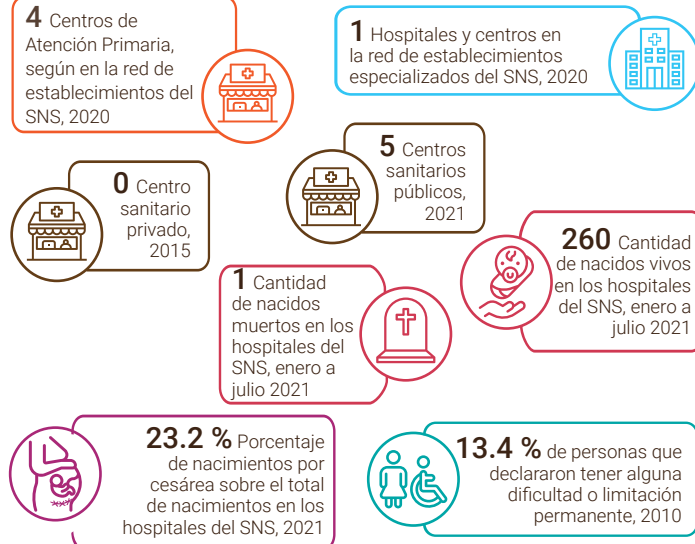 4 Centros de
Atención Primaria,
según en la red de
establecimientos del
SNS, 2020
1 Hospitales y centros en
la red de establecimientos
especializados del SNS, 2020
0 Centro
sanitario
privado,
2015
5 Centros
sanitarios
públicos,
2021
1 Cantidad
de nacidos
muertos en los
hospitales del
SNS, enero a
julio 2021
260 Cantidad
de nacidos vivos
en los hospitales
del SNS, enero a
julio 2021
23.2 % Porcentaje
de nacimientos por
cesárea sobre el total
de nacimientos en los
hospitales del SNS, 2021
13.4 % de personas que
declararon tener alguna
dificultad o limitación
permanente, 2010